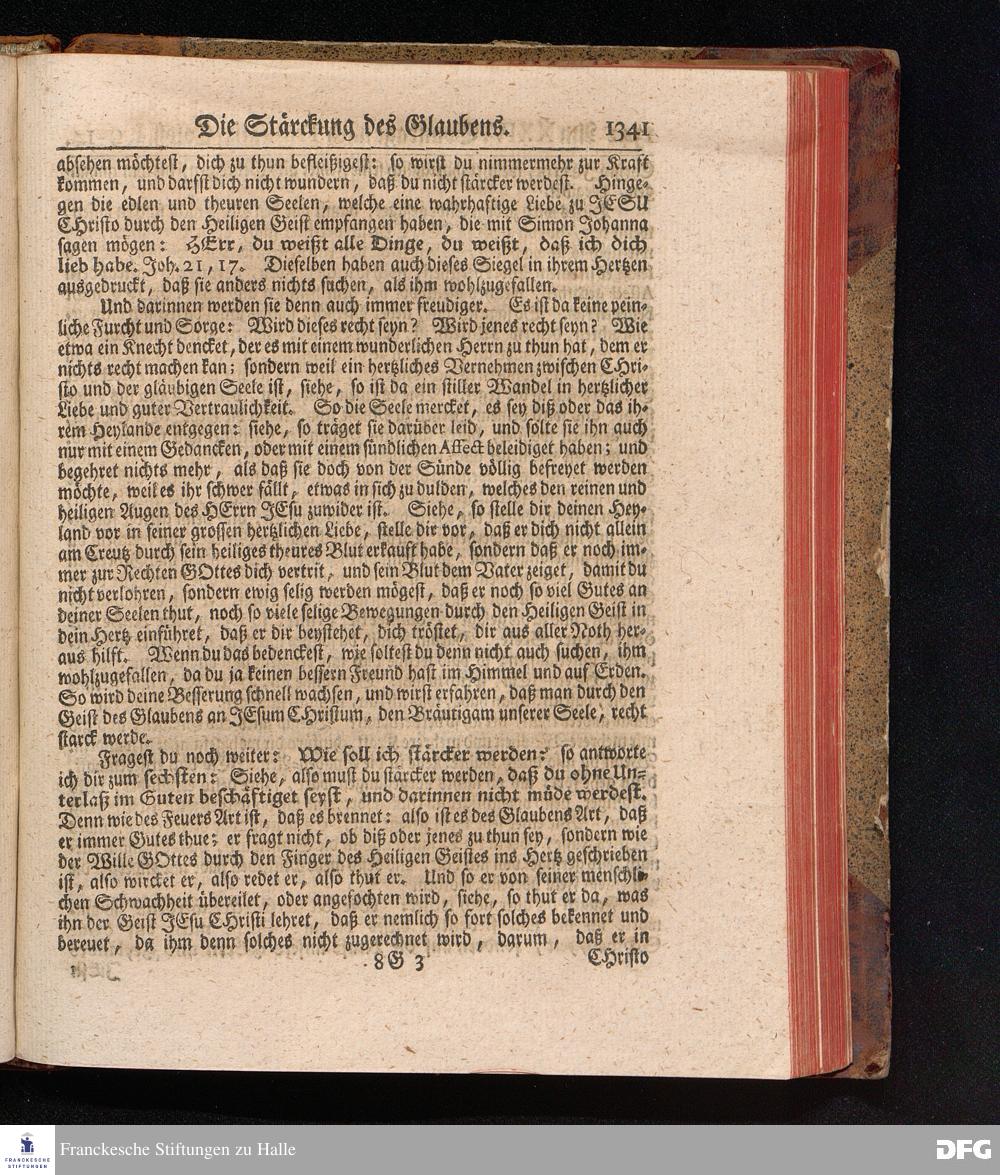 Die Stärckung des Glaubens. 1341
absehen möchtest, dich zu thun befleißigest: so wirst du nimmermehr zur Kraft
kommen, und darfst dich nicht wundern, daß du nicht stärcker werdest. Hinge-
gen die edlen und theuren Seelen, welche eine wahrhaftige Liebe zu JESU
CHristo durch den Heiligen Geist empfangen haben, die mit Simon Johanna
sagen mögen: HErr, du weißt alle Dinge, du weißt, daß ich dich
lieb habe. Joh. 21, 17. Dieselben haben auch dieses Siegel in ihrem Hertzen
ausgedruckt, daß sie anders nichts suchen, als ihm wohlzugefallen.
Und darinnen werden sie denn auch immer freudiger. Es ist da keine pein-
liche Furcht und Sorge: Wird dieses recht seyn? Wird jenes recht seyn? Wie
etwa ein Knecht dencket, der es mit einem wunderlichen Herrn zu thun hat, dem er
nichts recht machen kan; sondern weil ein hertzliches Vernehmen zwischen CHri-
sto und der gläubigen Seele ist, siehe, so ist da ein stiller Wandel in hertzlicher
Liebe und guter Vertraulichkeit. So die Seele mercket, es sey diß oder das ih-
rem Heylande entgegen: siehe, so träget sie darüber leid, und solte sie ihn auch
nur mit einem Gedancken, oder mit einem sündlichen Affect beleidiget haben; und
begehret nichts mehr, als daß sie doch von der Sünde völlig befreyet werden
möchte, weil es ihr schwer fällt, etwas in sich zu dulden, welches den reinen und
heiligen Augen des HErrn JEsu zuwider ist. Siehe, so stelle dir deinen Hey-
land vor in seiner grossen hertzlichen Liebe, stelle dir vor, daß er dich nicht allein
am Creutz durch sein heiliges theures Blut erkauft habe, sondern daß er noch im-
mer zur Rechten GOttes dich vertrit, und sein Blut dem Vater zeiget, damit du
nicht verlohren, sondern ewig selig werden mögest, daß er noch so viel Gutes an
deiner Seelen thut, noch so viele selige Bewegungen durch den Heiligen Geist in
dein Hertz einführet, daß er dir beystehet, dich tröstet, dir aus aller Noth her-
aus hilft. Wenn du das bedenckest, wie soltest du denn nicht auch suchen, ihm
wohlzugefallen, da du ja keinen bessern Freund hast im Himmel und auf Erden.
So wird deine Besserung schnell wachsen, und wirst erfahren, daß man durch den
Geist des Glaubens an JEsum CHristum, den Bräutigam unserer Seele, recht
starck werde.
Fragest du noch weiter: Wie soll ich stärcker werden? so antworte
ich dir zum sechsten: Siehe, also must du stärcker werden, daß du ohne Un-
terlaß im Guten beschäftiget seyst, und darinnen nicht müde werdest.
Denn wie des Feuers Art ist, daß es brennet: also ist es des Glaubens Art, daß
er immer Gutes thue; er fragt nicht, ob diß oder jenes zu thun sey, sondern wie
der Wille GOttes durch den Finger des Heiligen Geistes ins Hertz geschrieben
ist, also wircket er, also redet er, also thut er. Und so er von seiner menschli-
chen Schwachheit übereilet, oder angefochten wird, siehe, so thut er da, was
ihn der Geist JEsu CHristi lehret, daß er nemlich so fort solches bekennet und
bereuet, da ihm denn solches nicht zugerechnet wird, darum, daß er in
8G 3 CHristo
FRANCKESCHE
STIFTUNGEN
Franckesche Stiftungen zu Halle
DFG